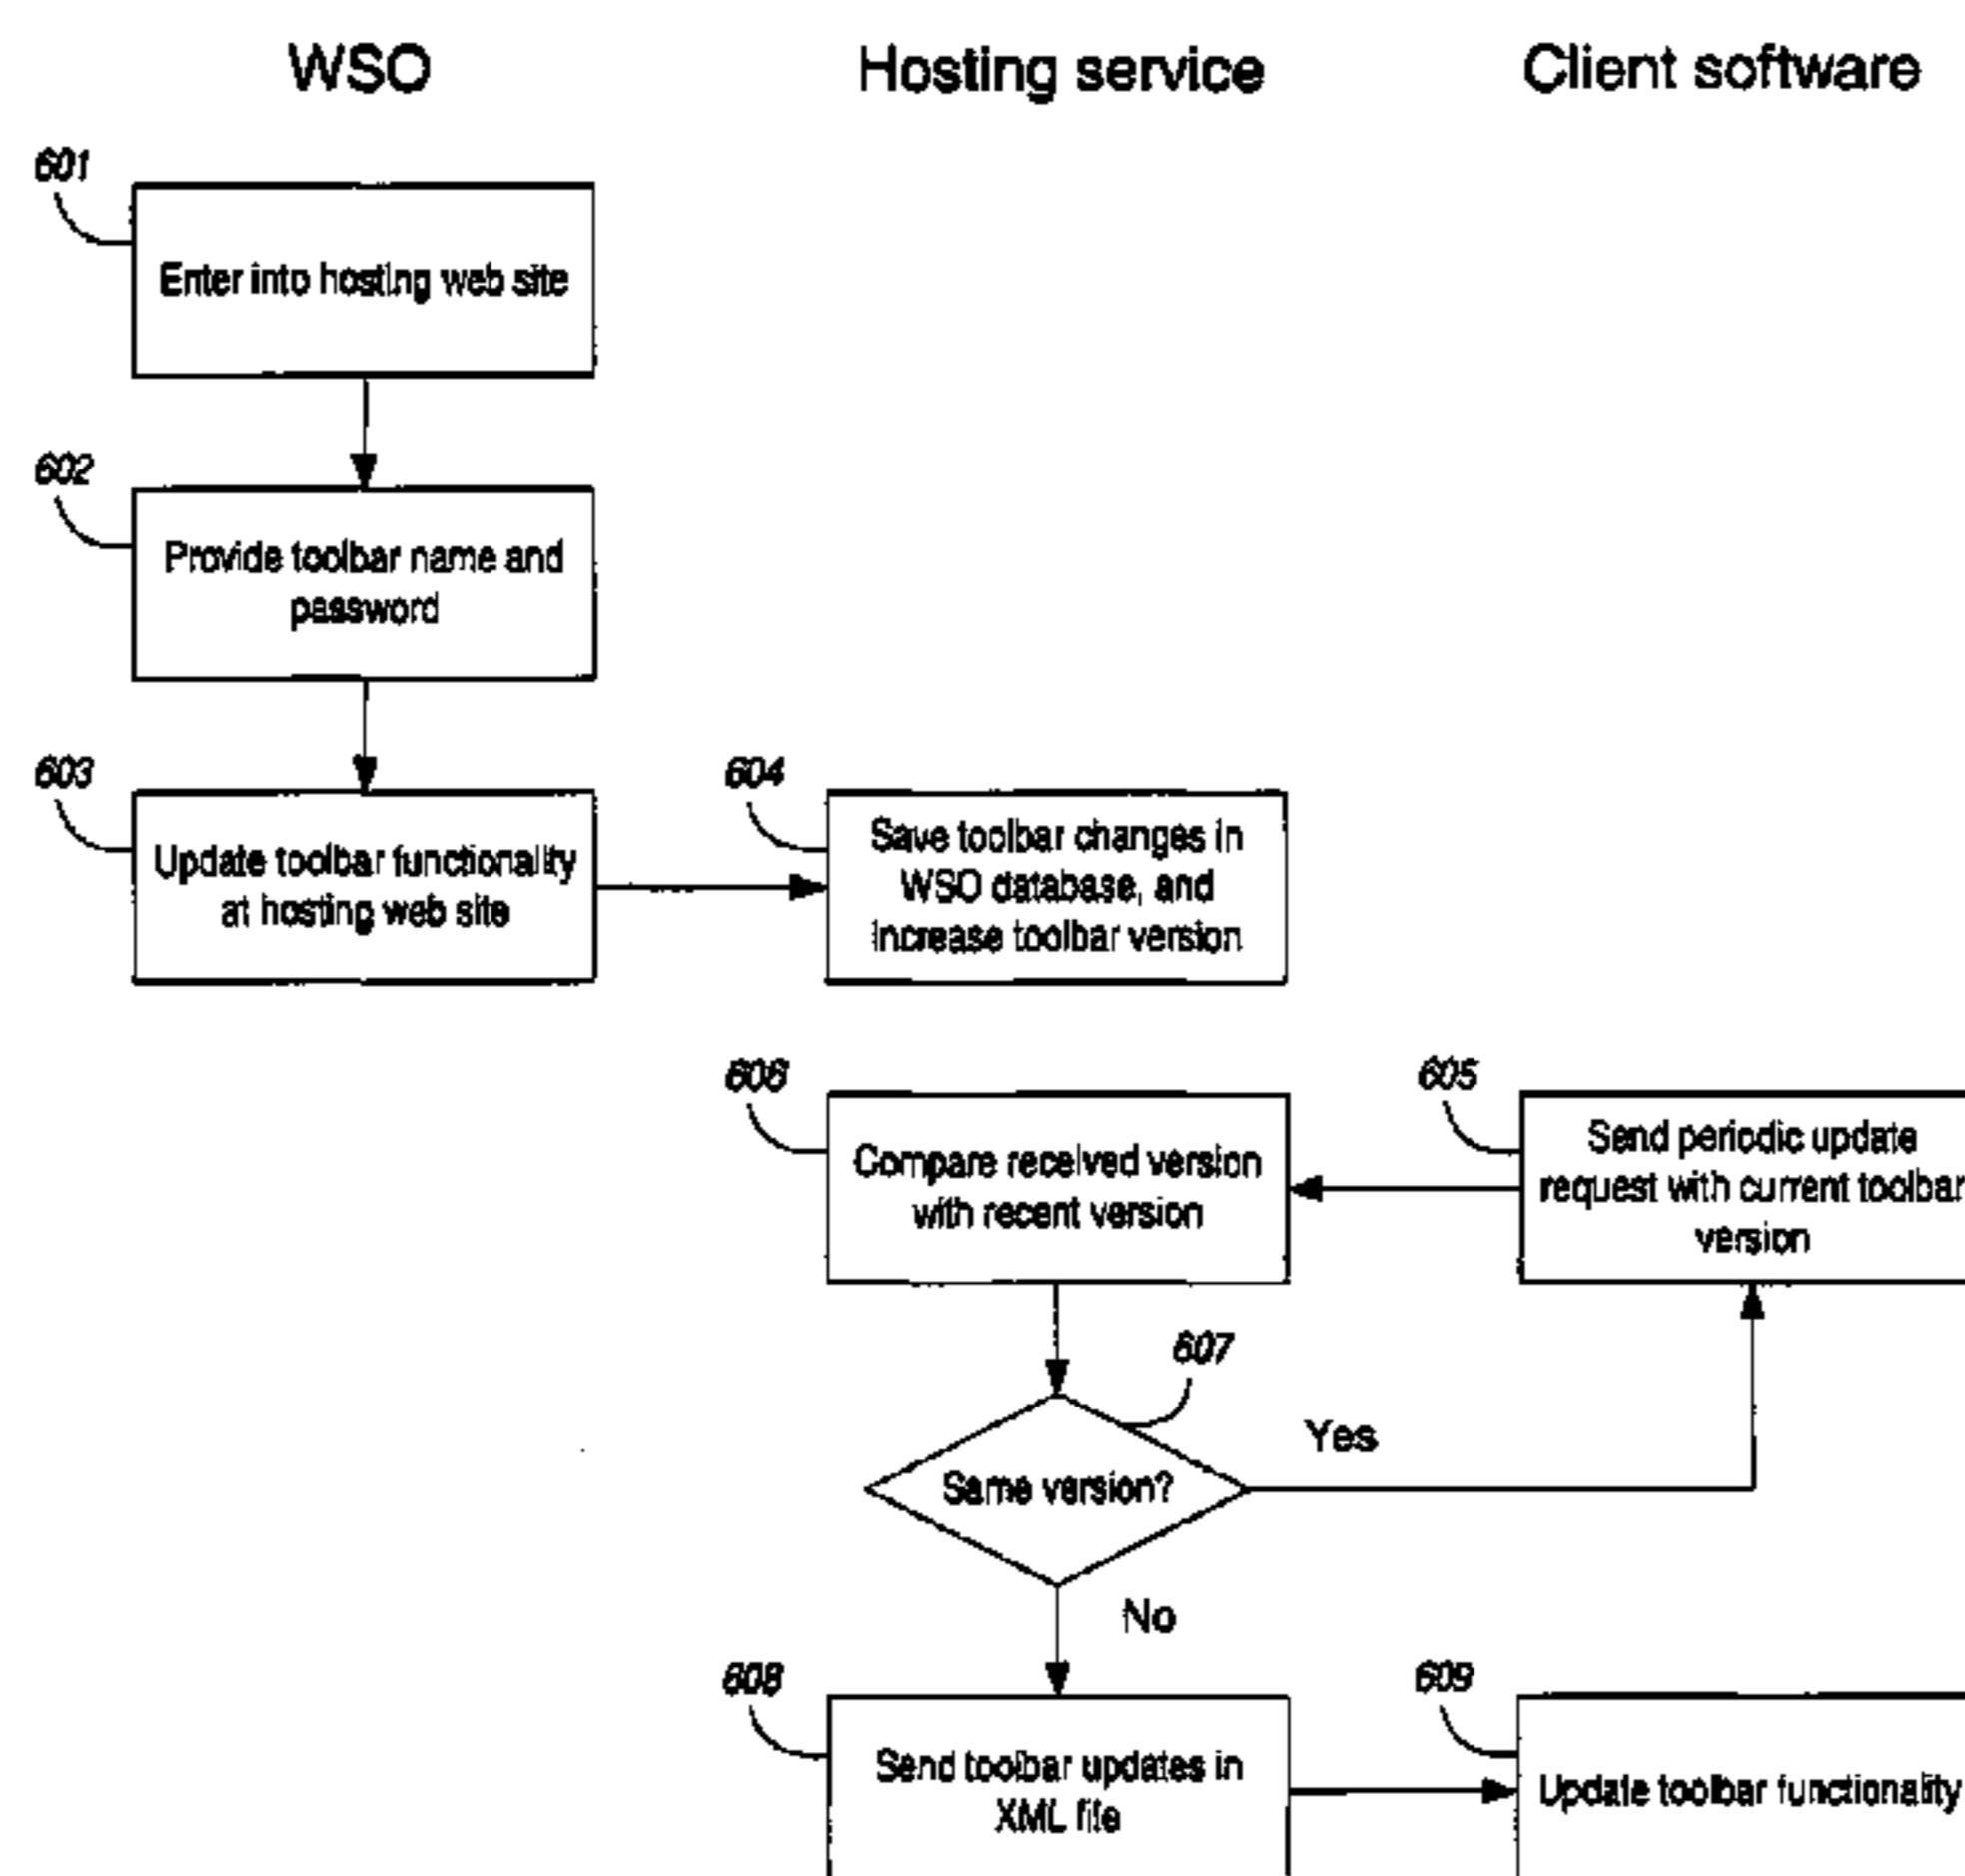 WSO
Hosting service
Client software
601
Enter into hosting web site
602
Provide toolbar name and
password
603
Update toolbar functionality
at hosting web site
604
Save toolbar changes in
WSO database, and
increase toolbar version
606
Compare received version
with recent version
605
Send periodic update
request with current toolbar
version
607
Same version?
Yes
No
608
Send toolbar updates in
XML file
609
Update toolbar functionality